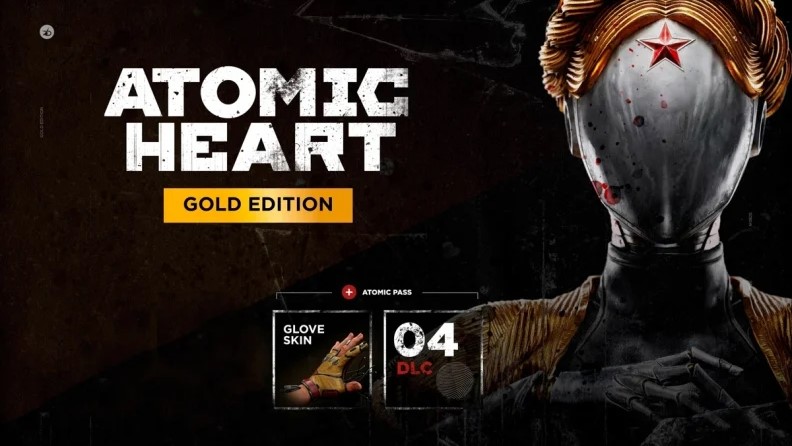 ATOMIC
HEART
GOLD EDITION
ATOMIC PASS
GLOVE
SKIN
04
DLC